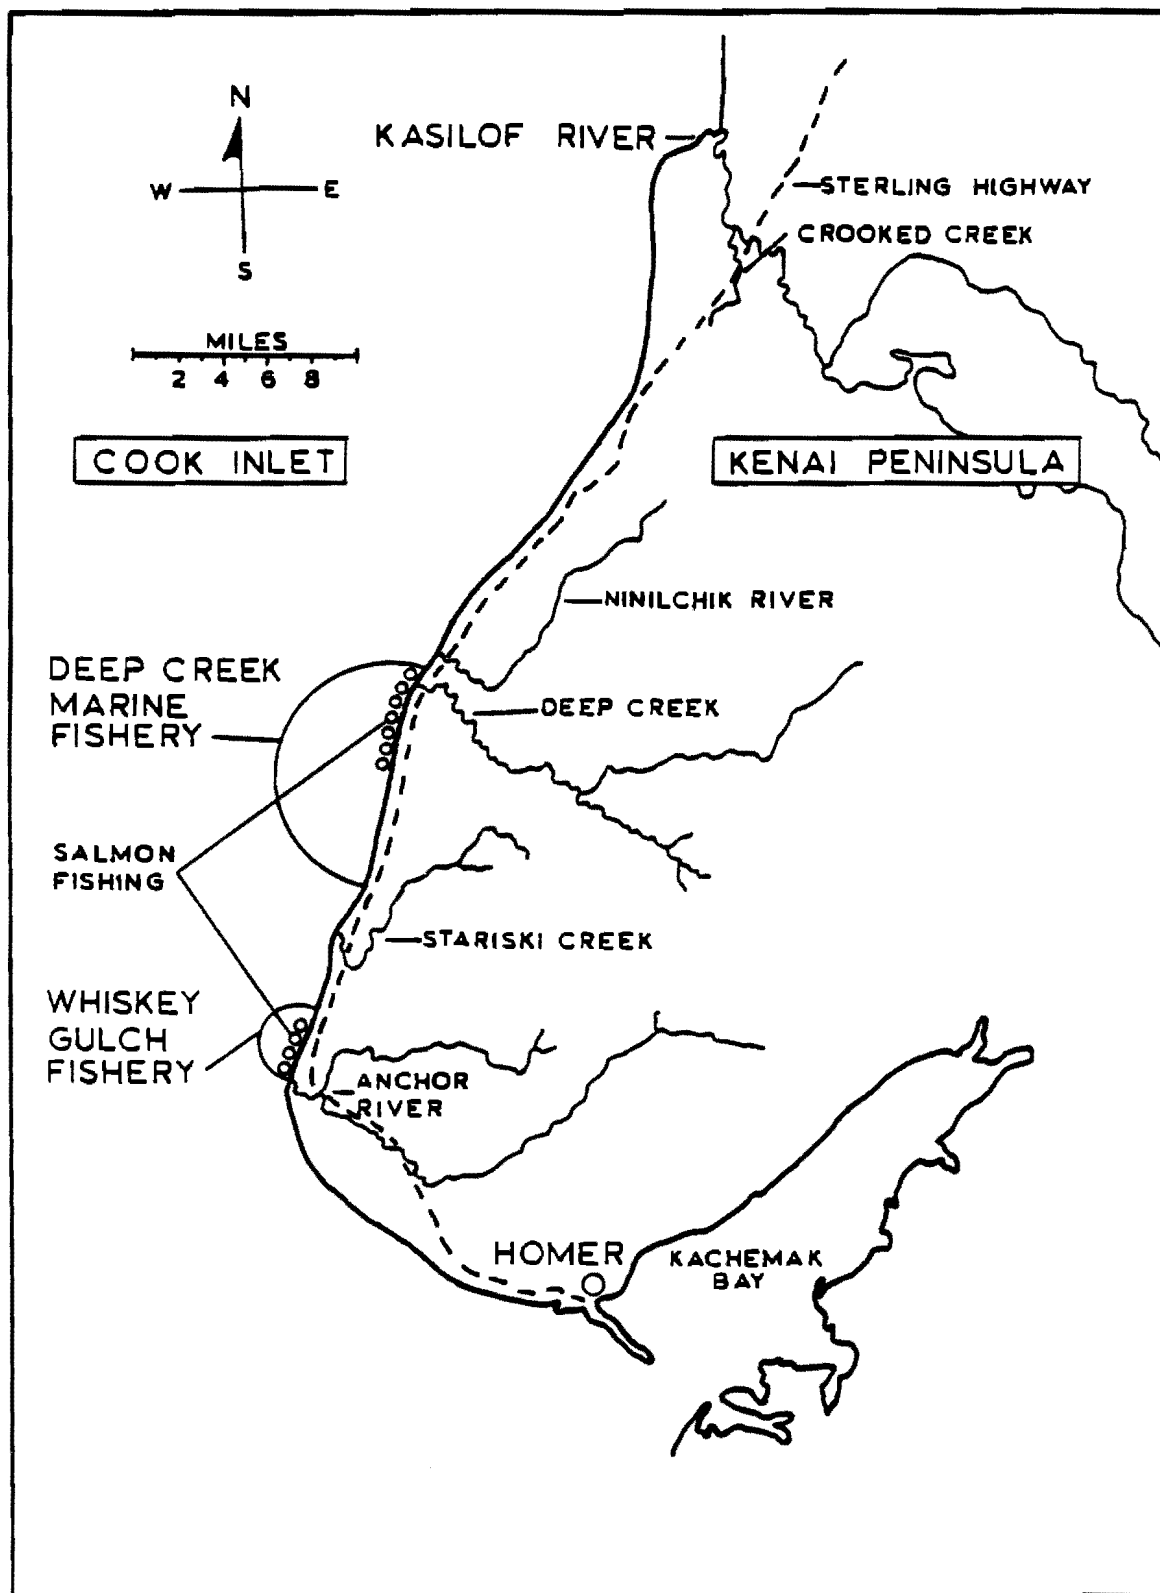 N
KASILOF RIVER
W
E
STERLING HIGHWAY
CROOKED CREEK
S
MILES
2 4 6 8
COOK INLET
KENAI PENINSULA
NINILCHIK RIVER
DEEP CREEK
MARINE
FISHERY
DEEP CREEK
SALMON
FISHING
STARISKI CREEK
WHISKEY
GULCH
FISHERY
ANCHOR
RIVER
HOMER
KACHEMAK
BAY